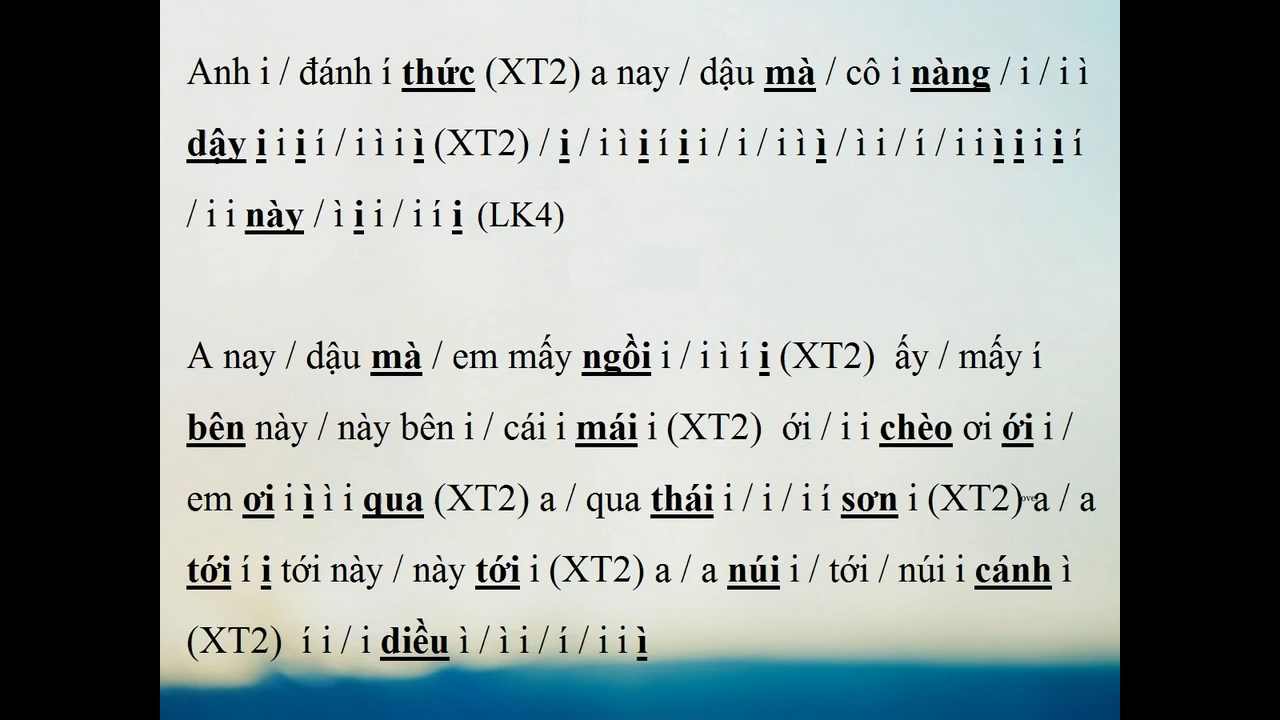 Anh i / đánh í thức (XT2) a nay / dậu mà / cô i nàng / i / i ì
dậy i i i í / i ì i ì (XT2) / i / i ì i í i i / i / i ì ì / ì i / í / i i ì i i i í
/ i i này / ì i i / i í i (LK4)
A nay / dậu mà / em mấy ngồi i / i ì í i (XT2) ấy / mấy í
bên này / này bên i / cái i mái i (XT2) ới / i i chèo ơi ới i /
em ơi i ì ì i qua (XT2) a / qua thái i / i / i í sơn i (XT2) a / a
tới í i tới này / này tới i (XT2) a / a núi i / tới / núi i cánh ì
(XT2) í i / i diều ì / ì i / í / i i ì